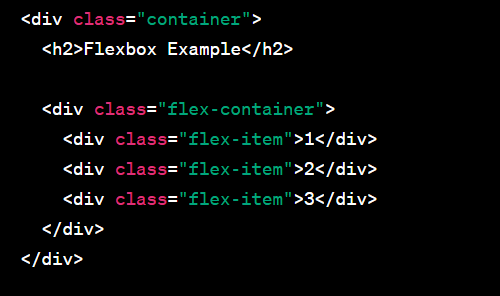 <div class="container">
  <h2>Flexbox Example</h2>

  <div class="flex-container">
    <div class="flex-item">1</div>
    <div class="flex-item">2</div>
    <div class="flex-item">3</div>
  </div>
</div>